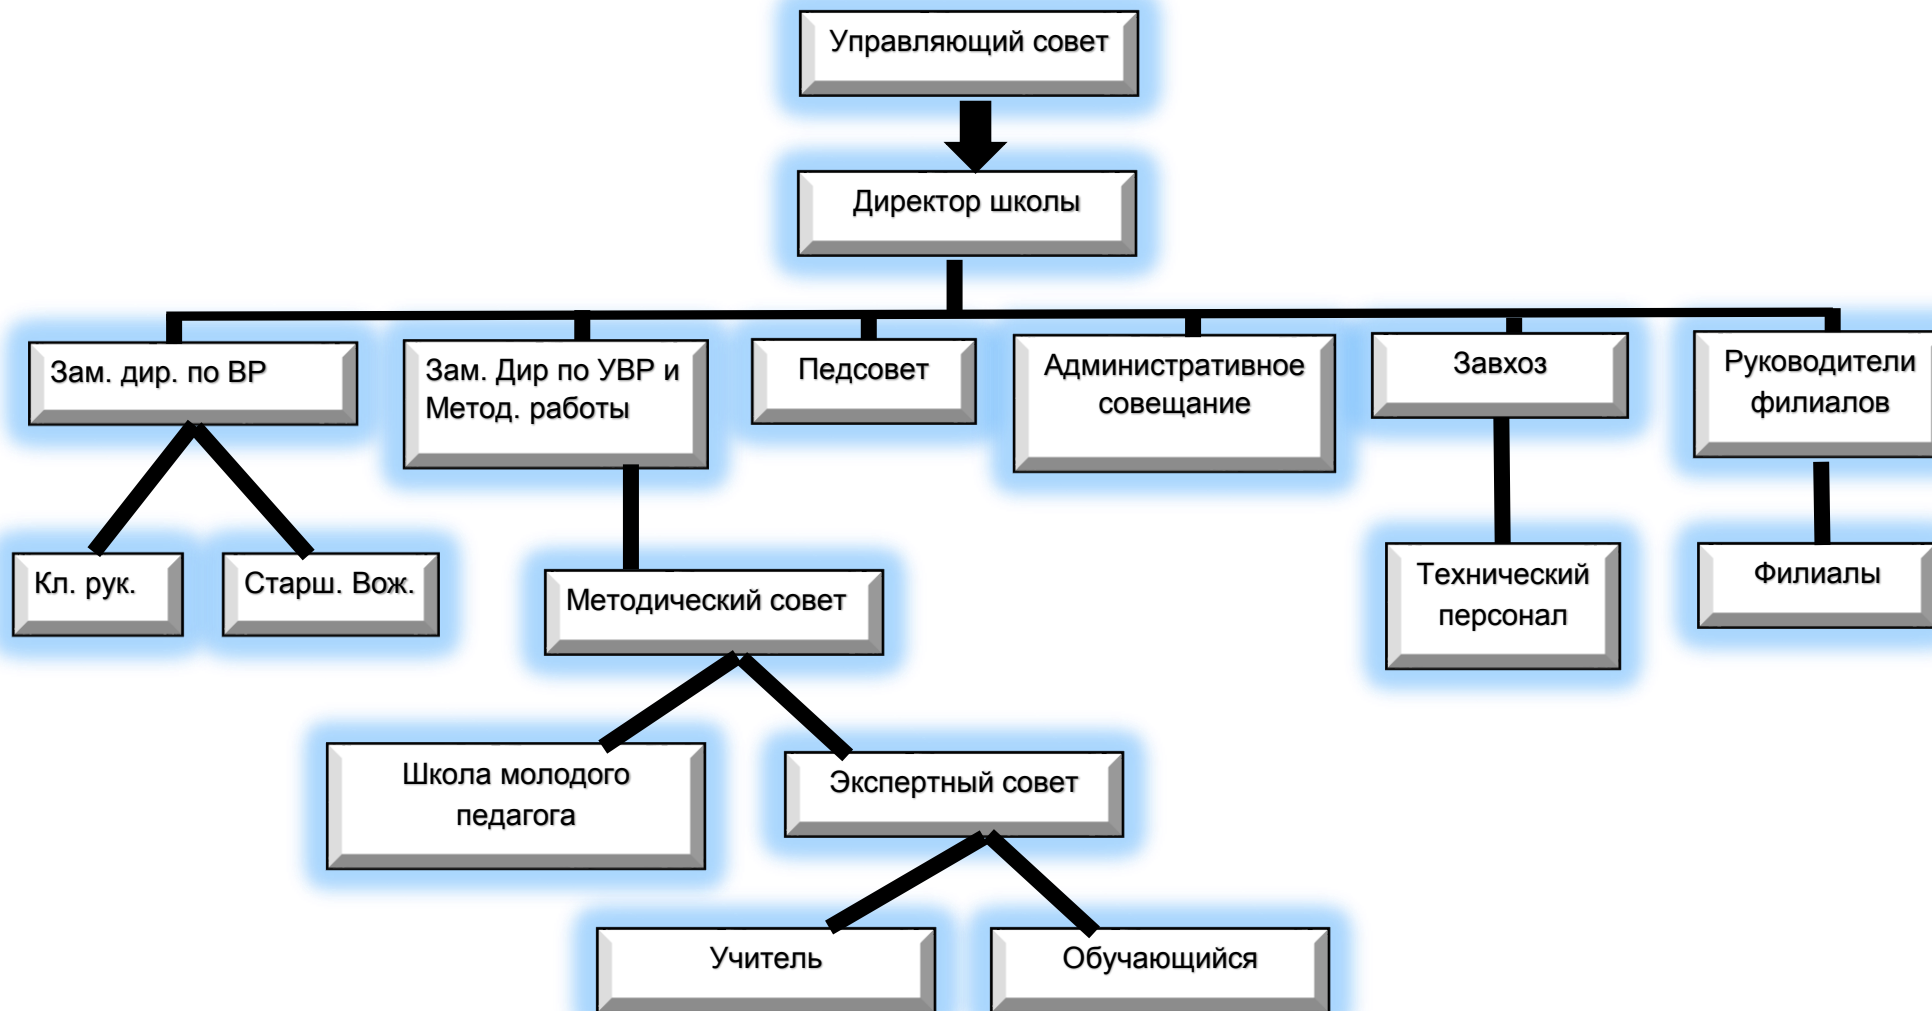 Управляющий совет
Директор школы
Зам. дир. по ВР
Зам. Дир по УВР и
Метод. работы
Педсовет
Административное
совещание
Завхоз
Руководители
филиалов
Кл. рук.
Старш. Вож.
Методический совет
Технический
персонал
Филиалы
Школа молодого
педагога
Экспертный совет
Учитель
Обучающийся